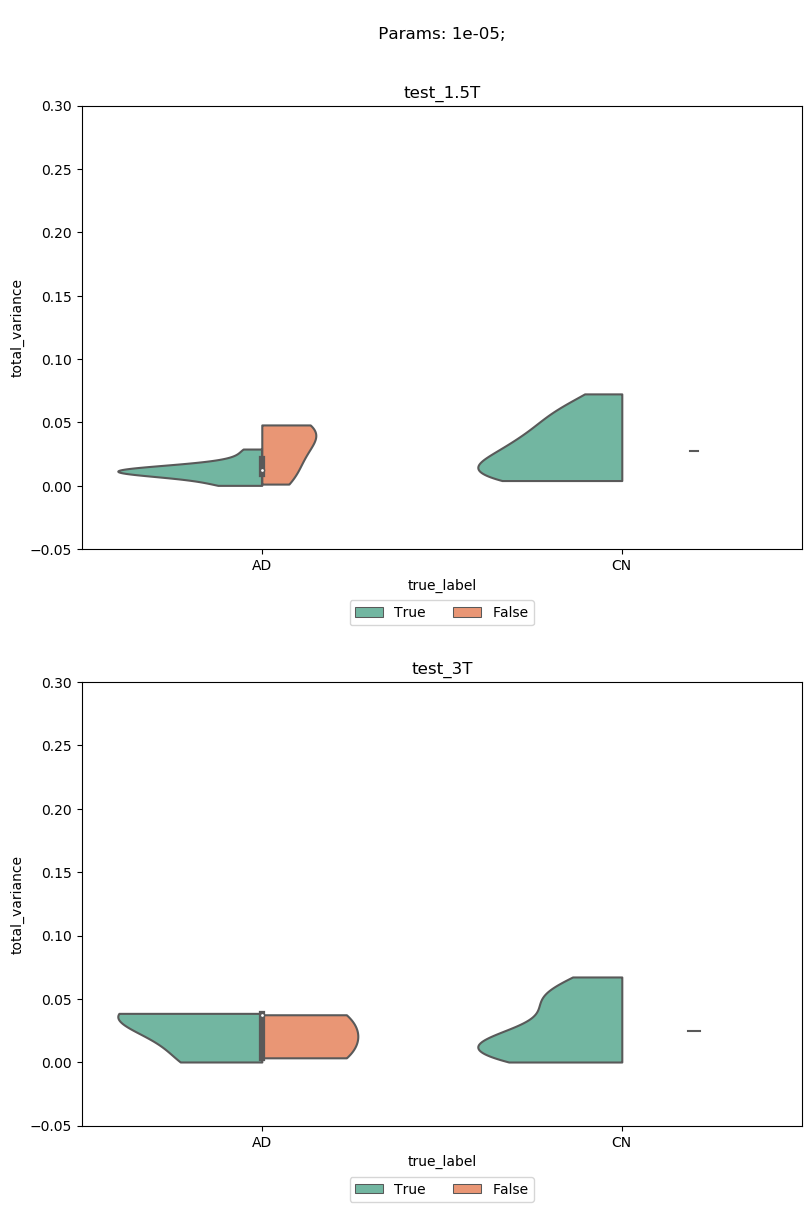 Params: 1e-05;
test_1.5T
0.30
0.25
0.20
0.15
0.10
0.05
0.00
−0.05
total_variance
AD CN
true_label
True False
test_3T
0.30
0.25
0.20
0.15
0.10
0.05
0.00
−0.05
total_variance
AD CN
true_label
True False